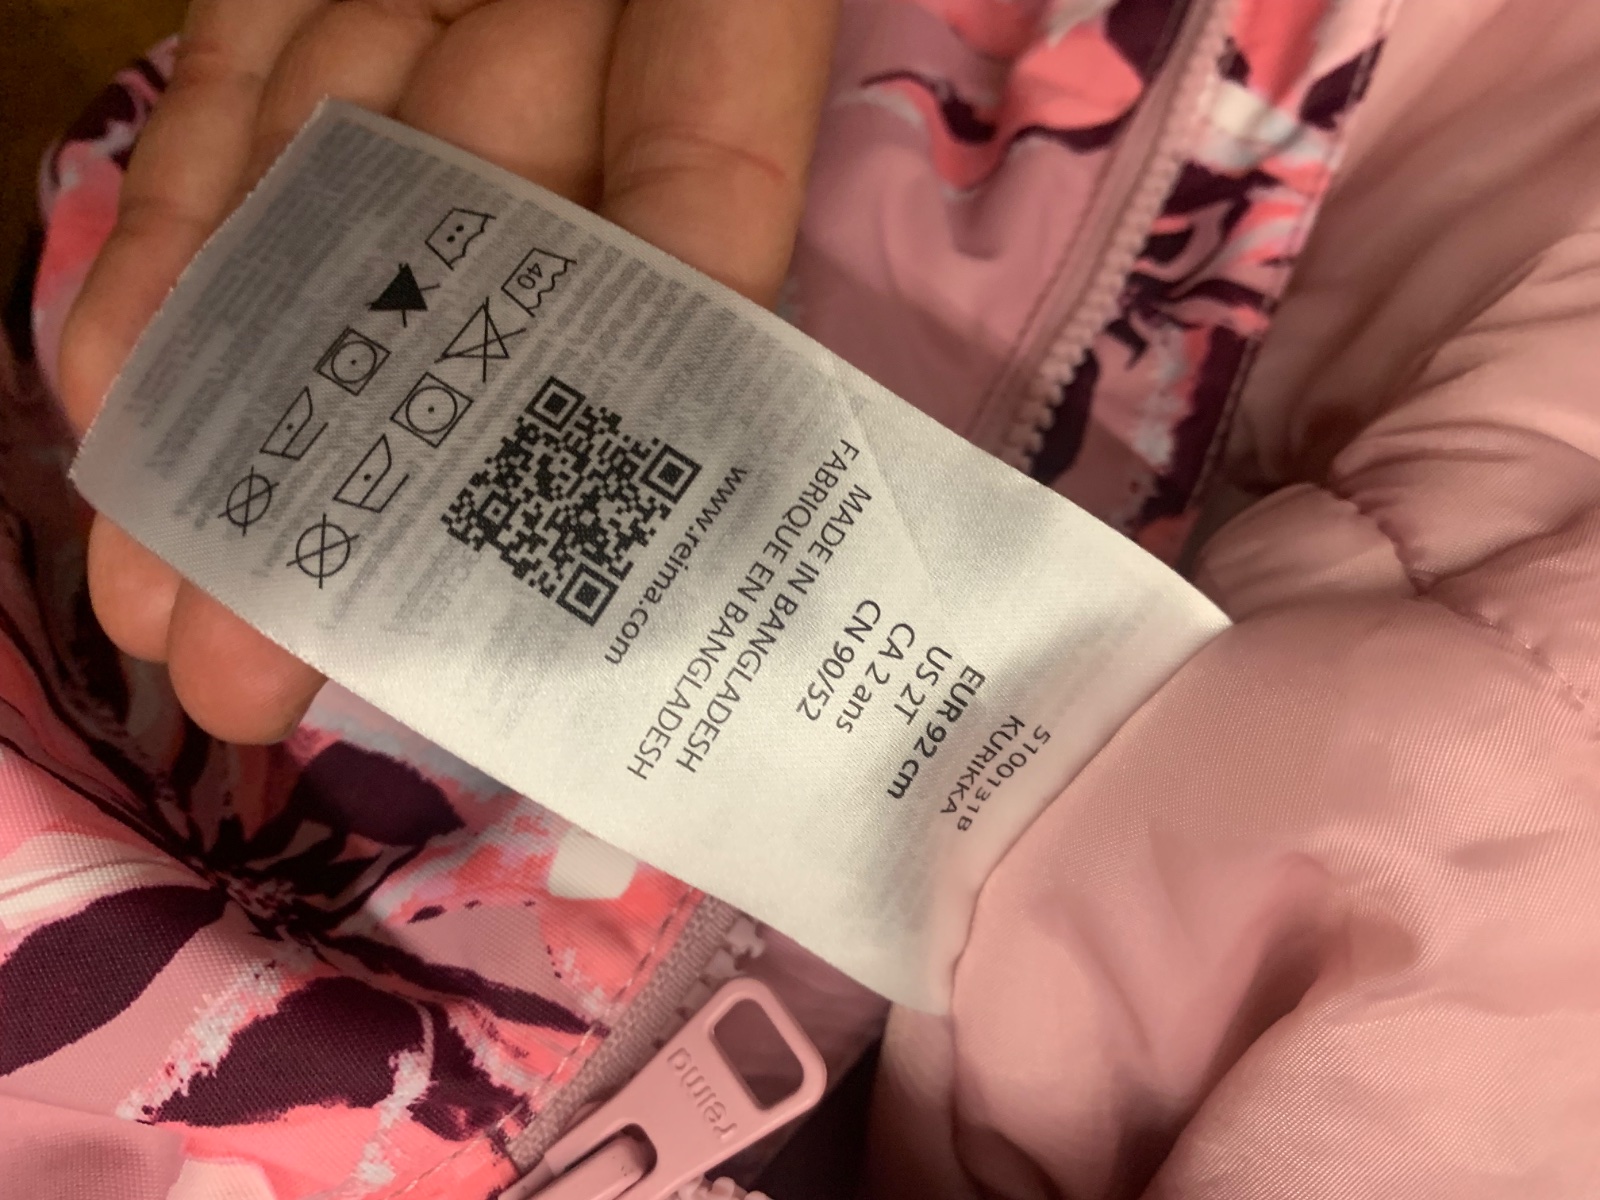 5100131B
KURIKKA
EUR 92 cm
US 2T
CA 2 ans
CN 90/52
MADE IN BANGLADESH
FABRIQUE EN BANGLADESH
www.reima.com
40
reima